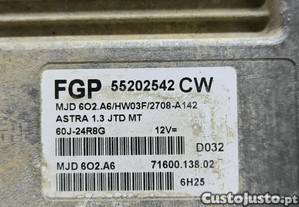 FGP 55202542 CW
MJD 6O2.A6/HW03F/2708-A142
ASTRA 1.3 JTD MT
60J-24R8G 12V=
D032
MJD 6O2.A6 71600.138.02
6H25
CustoJusto.pt